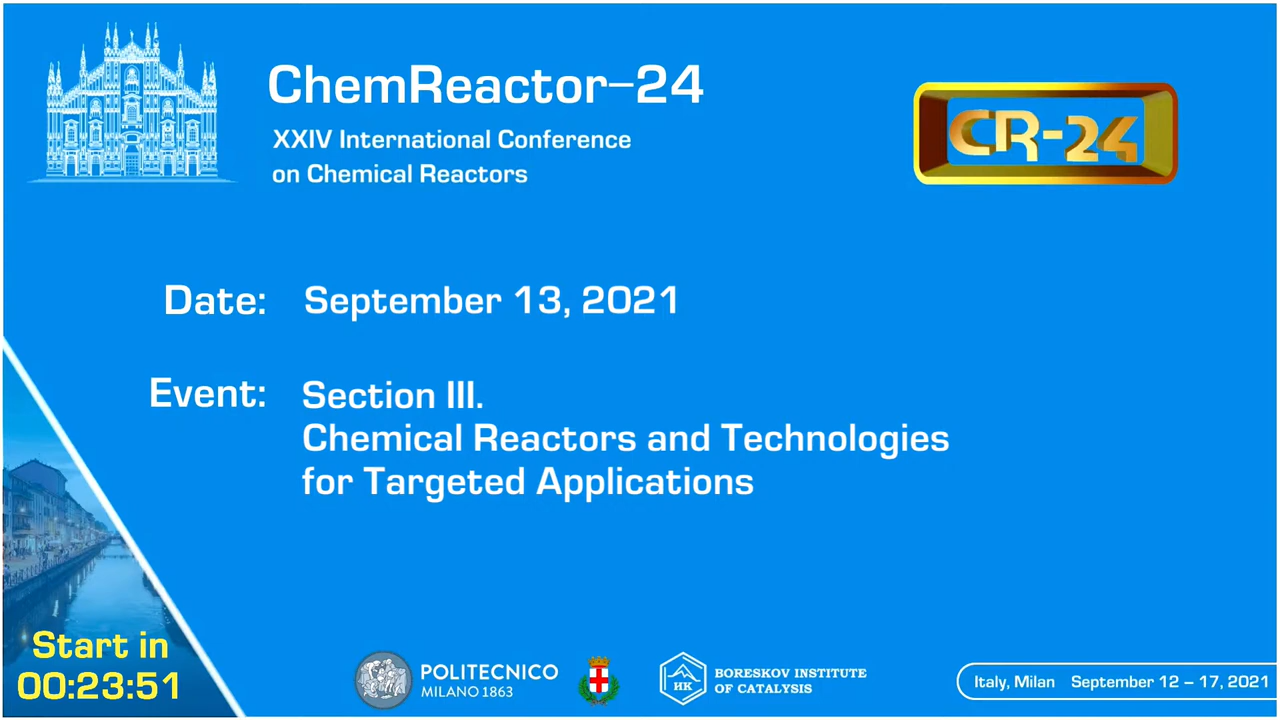 ChemReactor–24
XXIV International Conference
on Chemical Reactors
CR-24
Date: September 13, 2021
Event: Section III.
Chemical Reactors and Technologies
for Targeted Applications
Start in
00:23:51
POLITECNICO
MILANO 1863
HK
BORESKOV INSTITUTE
OF CATALYSIS
Italy, Milan September 12 – 17, 2021